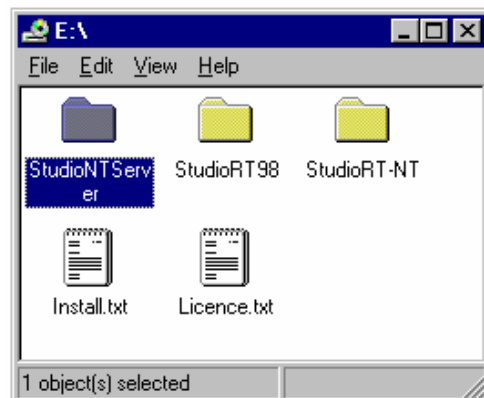 E:\
File Edit View Help
StudioNTServ
er
StudioRT98
StudioRT-NT
Install.txt
Licence.txt
1 object(s) selected